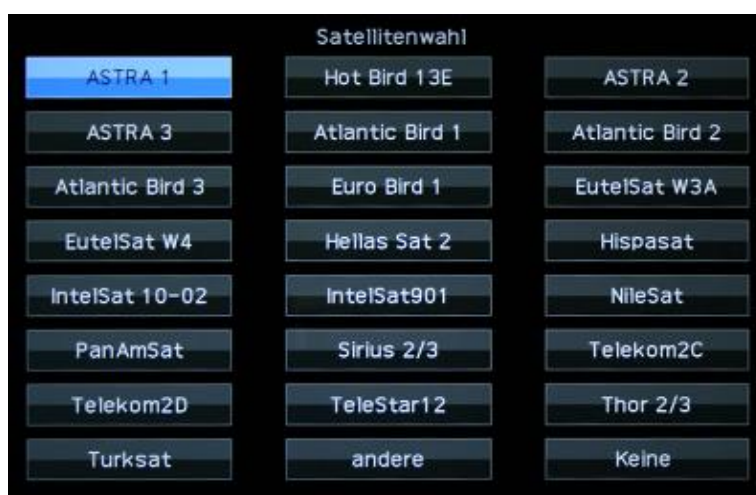 Satellitenwahl
ASTRA 1 Hot Bird 13E ASTRA 2
ASTRA 3 Atlantic Bird 1 Atlantic Bird 2
Atlantic Bird 3 Euro Bird 1 EutelSat W3A
EutelSat W4 Hellas Sat 2 Hispasat
IntelSat 10-02 IntelSat901 NileSat
PanAmSat Sirius 2/3 Telekom2C
Telekom2D TeleStar12 Thor 2/3
Turksat andere Keine